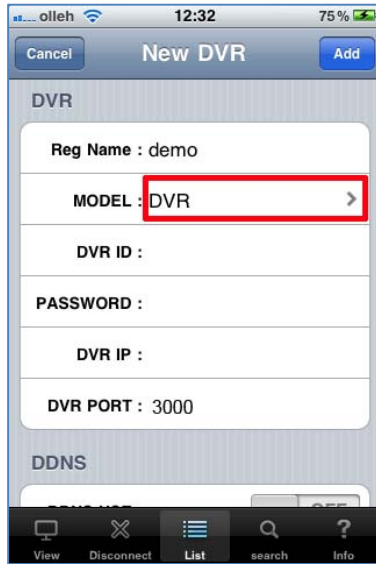 olleh 12:32 75%
Cancel New DVR Add
DVR
Reg Name : demo
MODEL : DVR
DVR ID :
PASSWORD :
DVR IP :
DVR PORT : 3000
DDNS
OFF
View Disconnect List search Info